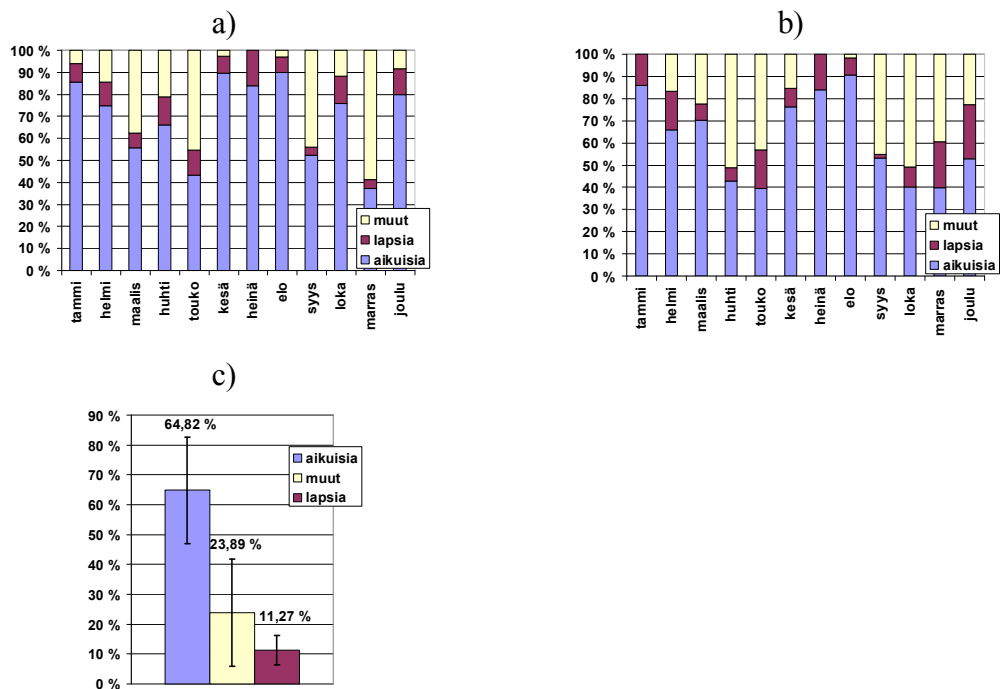 a)
100 %
90 %
80 %
70 %
60 %
50 %
40 %
30 %
20 %
10 %
0 %
muut
lapsia
aikuisia
tammi
helmi
maalis
huhti
touko
kesä
heinä
elo
syys
loka
marras
joulu
b)
100 %
90 %
80 %
70 %
60 %
50 %
40 %
30 %
20 %
10 %
0 %
muut
lapsia
aikuisia
tammi
helmi
maalis
huhti
touko
kesä
heinä
elo
syys
loka
marras
joulu
c)
90 %
80 %
70 %
60 %
50 %
40 %
30 %
20 %
10 %
0 %
64,82 %
23,89 %
11,27 %
aikuisia
muut
lapsia